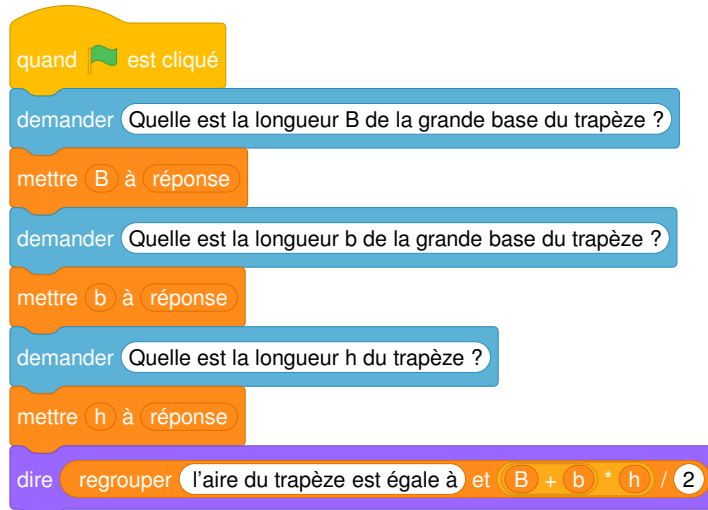 quand est cliqué
demander Quelle est la longueur B de la grande base du trapèze ?
mettre B à réponse
demander Quelle est la longueur b de la grande base du trapèze ?
mettre b à réponse
demander Quelle est la longueur h du trapèze ?
mettre h à réponse
dire regrouper l'aire du trapèze est égale à et B + b * h / 2